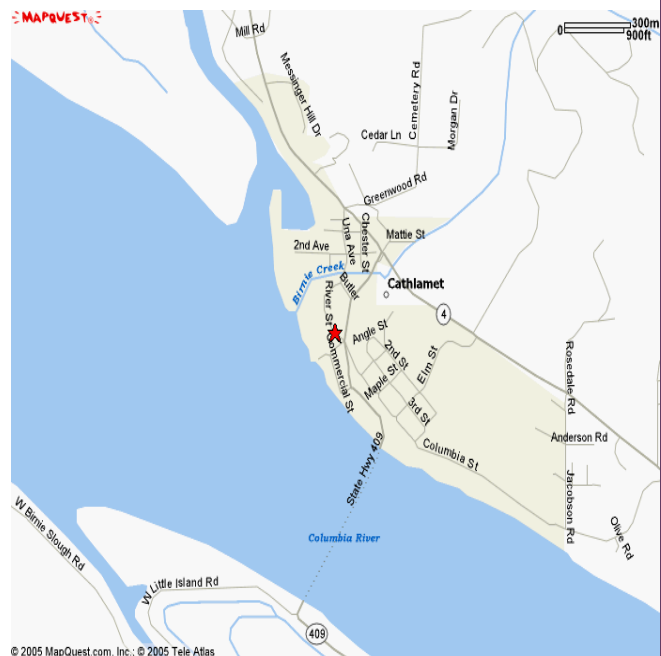 MAPQUEST
300m
0
900ft
Mill Rd
Messinger Hill Dr
Cemetery Rd
Morgan Dr
Cedar Ln
Greenwood Rd
Una Ave
Chester St
Mattie St
2nd Ave
Birnie Creek
Butler
Cathlamet
River St
4
Angle St
2nd St
Elm St
Commercial St
Maple St
3rd St
Rosedale Rd
Anderson Rd
Columbia St
State Hwy 409
Jacobson Rd
Olive Rd
W Birnie Slough Rd
Columbia River
W Little Island Rd
409
© 2005 MapQuest.com, Inc.; © 2005 Tele Atlas